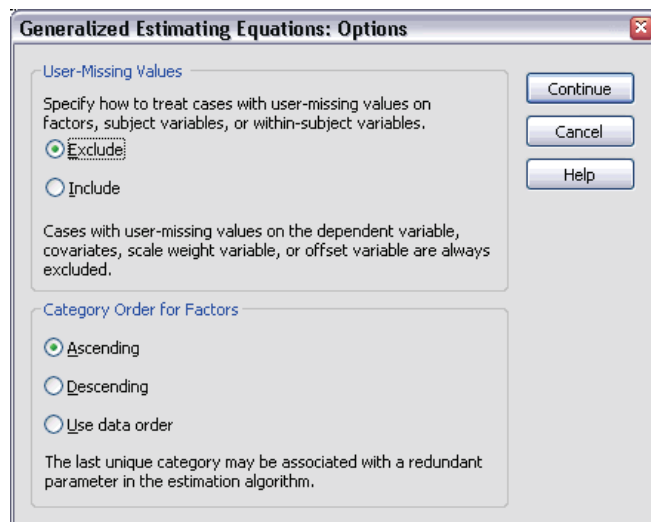 Generalized Estimating Equations: Options
User-Missing Values
Specify how to treat cases with user-missing values on
factors, subject variables, or within-subject variables.
Exclude
Include
Cases with user-missing values on the dependent variable,
covariates, scale weight variable, or offset variable are always
excluded.
Category Order for Factors
Ascending
Descending
Use data order
The last unique category may be associated with a redundant
parameter in the estimation algorithm.
Continue
Cancel
Help